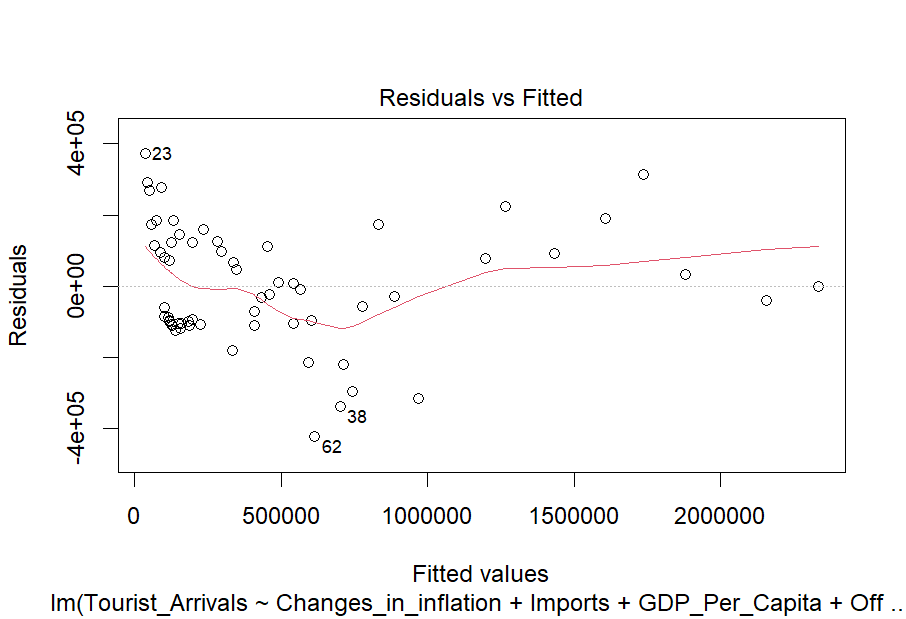 Residuals vs Fitted
Residuals
4e+05
0e+00
-4e+05
23
38
62
0 500000 1000000 1500000 2000000
Fitted values
lm(Tourist_Arrivals ~ Changes_in_inflation + Imports + GDP_Per_Capita + Off ..